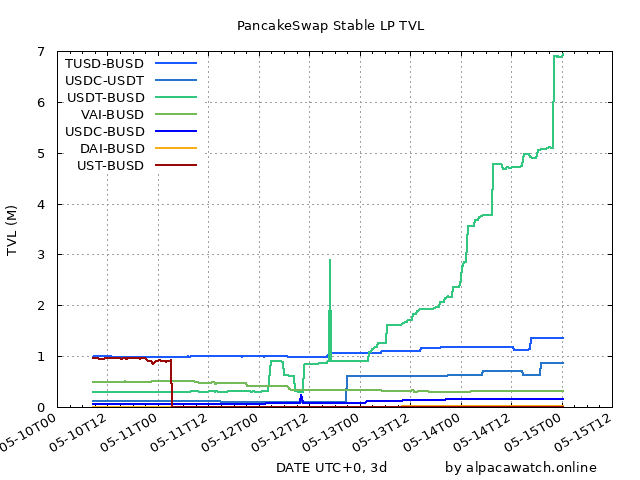 PancakeSwap Stable LP TVL
7
6
5
4
3
2
1
0
TVL (M)
TUSD-BUSD
USDC-USDT
USDT-BUSD
VAI-BUSD
USDC-BUSD
DAI-BUSD
UST-BUSD
05-10T00
05-10T12
05-11T00
05-11T12
05-12T00
05-12T12
05-13T00
05-13T12
05-14T00
05-14T12
05-15T00
05-15T12
DATE UTC+0, 3d
by alpacawatch.online